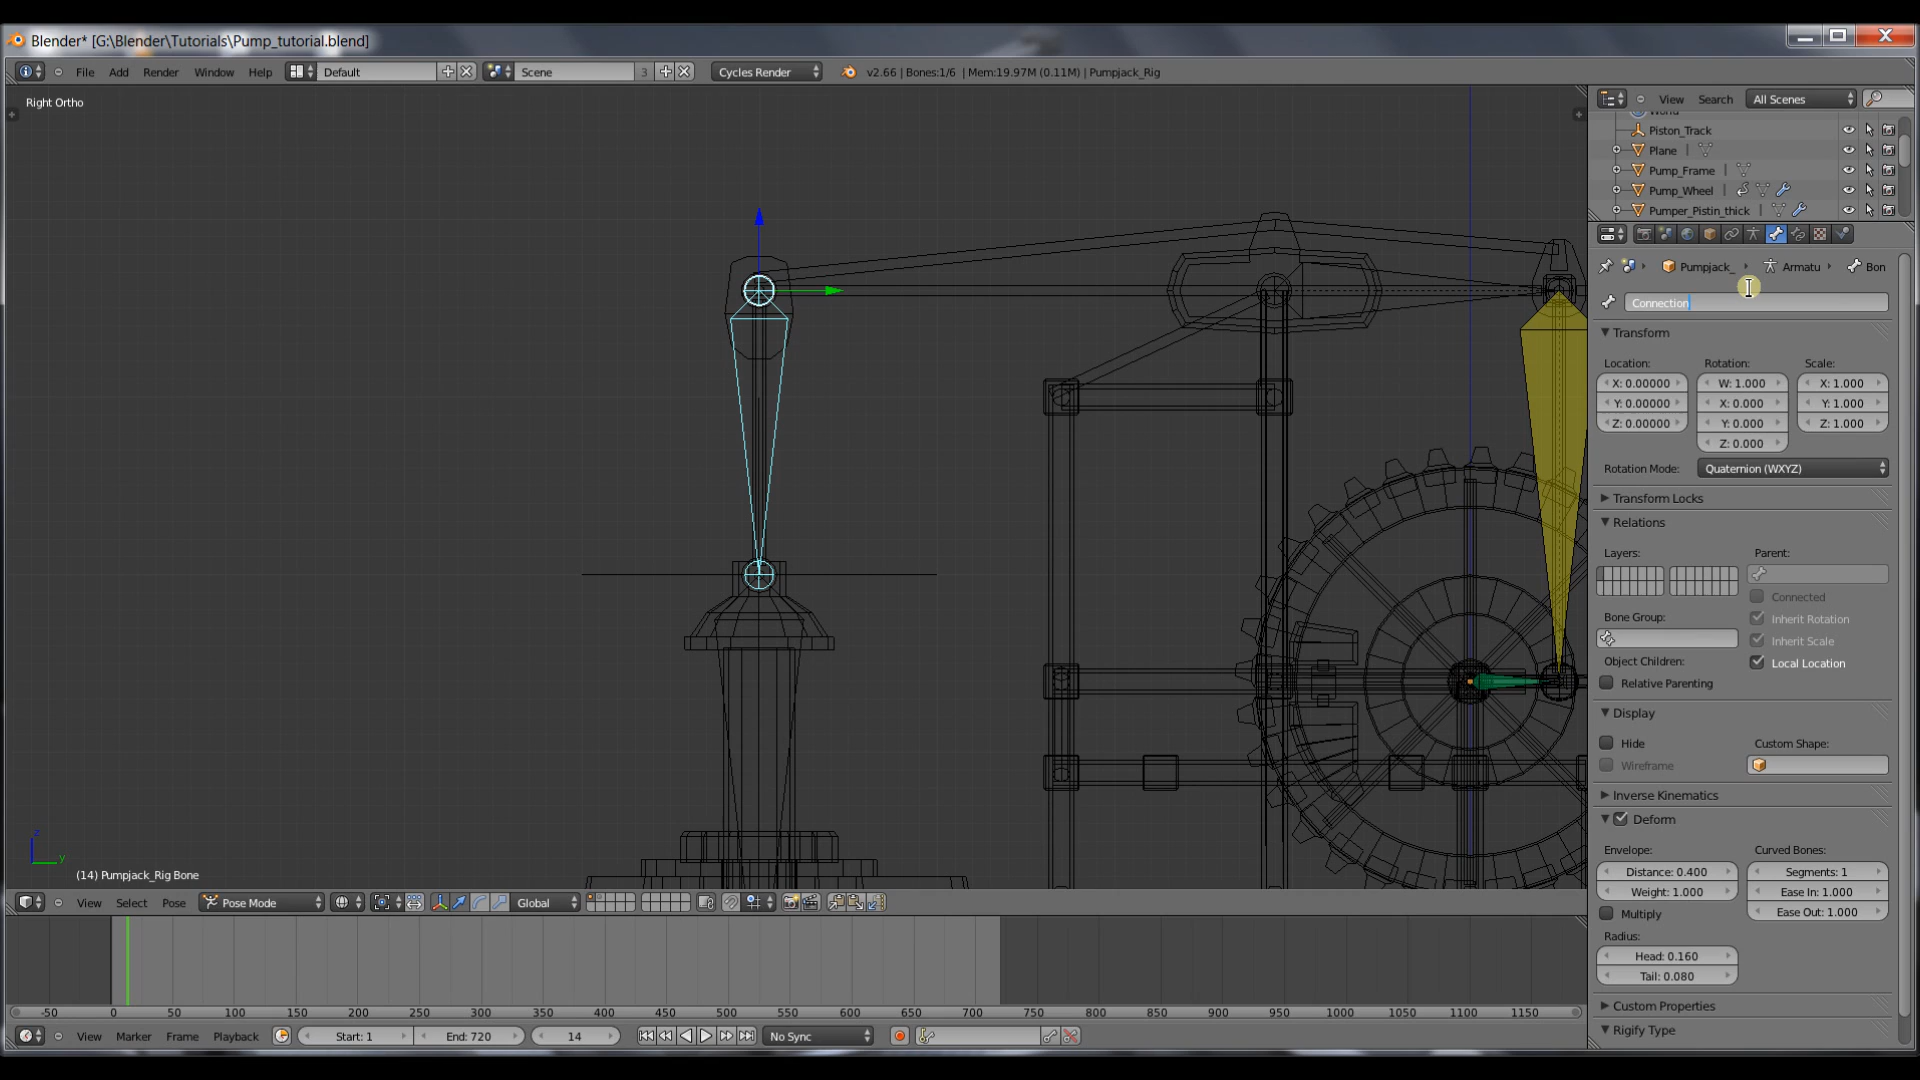 Blender* [G:\Blender\Tutorials\Pump_tutorial.blend]
File Add Render Window Help Default Scene 3 Cycles Render v2.66 | Bones:1/6 | Mem:19.97M (0.11M) | Pumpjack_Rig
Right Ortho
View Search All Scenes
Piston_Track
Plane
Pump_Frame
Pump_Wheel
Pumper_Pistin_thick
Pumpjack_ Armatu Bon
Connection
Transform
Location: Rotation: Scale:
X: 0.00000 W: 1.000 X: 1.000
Y: 0.00000 X: 0.000 Y: 1.000
Z: 0.00000 Y: 0.000 Z: 1.000
Z: 0.000
Rotation Mode: Quaternion (WXYZ)
Transform Locks
Relations
Layers: Parent:
Connected
Bone Group: Inherit Rotation
Inherit Scale
Object Children: Local Location
Relative Parenting
Display
Hide Custom Shape:
Wireframe
Inverse Kinematics
Deform
Envelope: Curved Bones:
Distance: 0.400 Segments: 1
Weight: 1.000 Ease In: 1.000
Multiply Ease Out: 1.000
Radius:
Head: 0.160
Tail: 0.080
Custom Properties
Rigify Type
z
y
(14) Pumpjack_Rig Bone
View Select Pose Pose Mode Global
-50 0 50 100 150 200 250 300 350 400 450 500 550 600 650 700 750 800 850 900 950 1000 1050 1100 1150
View Marker Frame Playback Start: 1 End: 720 14 No Sync